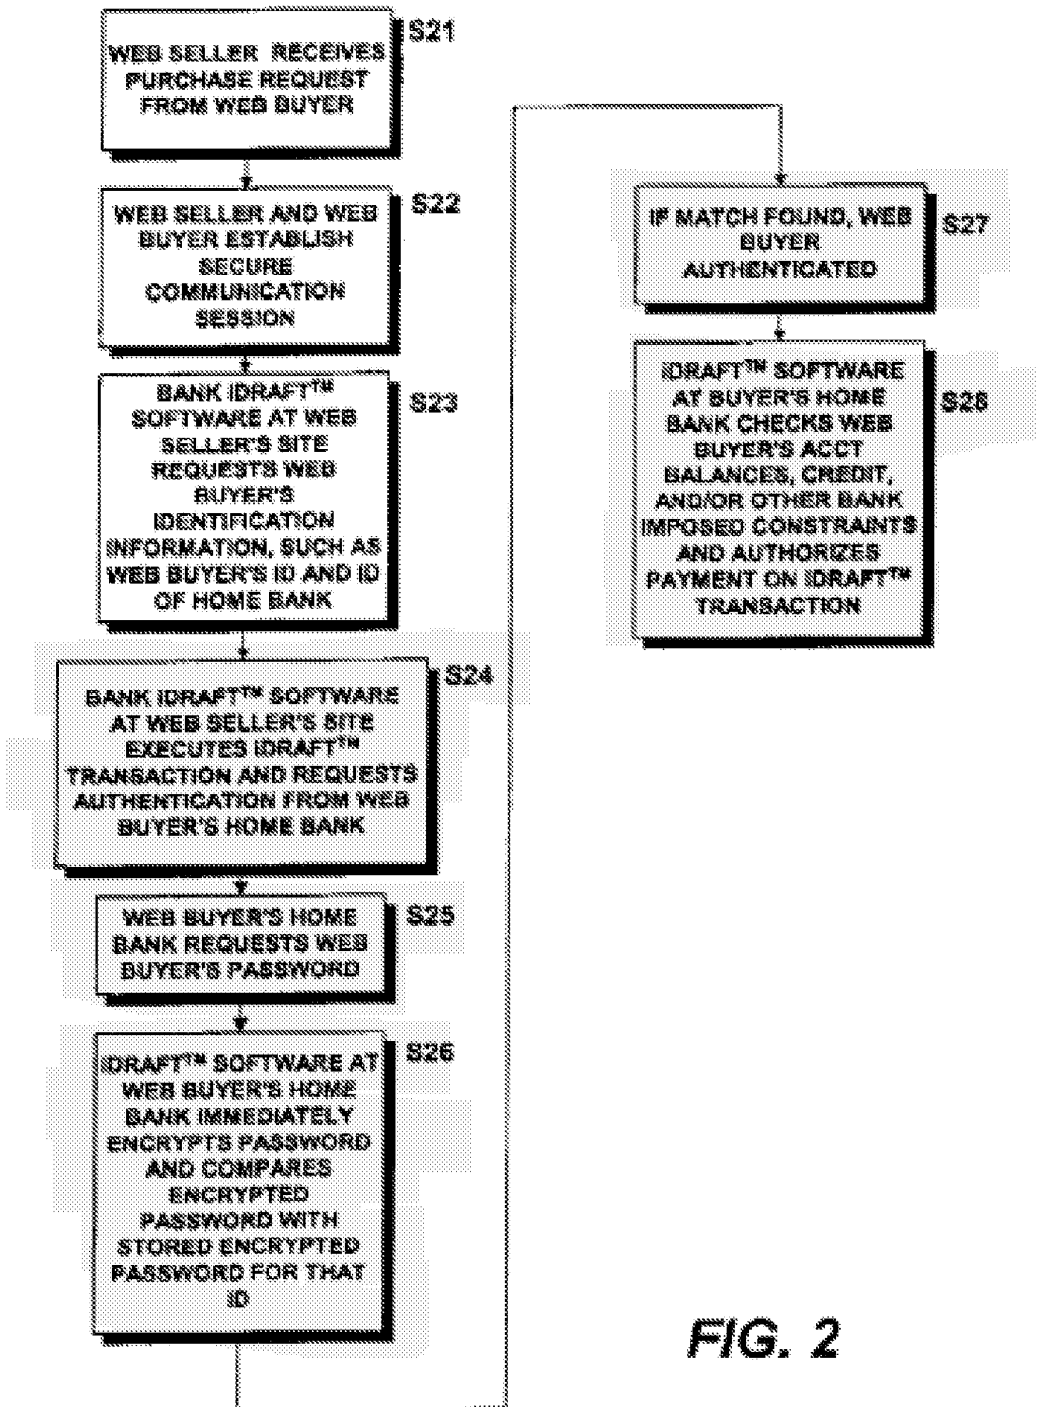 S21
WEB SELLER RECEIVES
PURCHASE REQUEST
FROM WEB BUYER
S22
WEB SELLER AND WEB
BUYER ESTABLISH
SECURE
COMMUNICATION
SESSION
S23
BANK IDRAFT™
SOFTWARE AT WEB
SELLER'S SITE
REQUESTS WEB
BUYER'S
IDENTIFICATION
INFORMATION, SUCH AS
WEB BUYER'S ID AND ID
OF HOME BANK
S24
BANK IDRAFT™ SOFTWARE
AT WEB SELLER'S SITE
EXECUTES IDRAFT™
TRANSACTION AND REQUESTS
AUTHENTICATION FROM WEB
BUYER'S HOME BANK
S25
WEB BUYER'S HOME
BANK REQUESTS WEB
BUYER'S PASSWORD
S26
IDRAFT™ SOFTWARE AT
WEB BUYER'S HOME
BANK IMMEDIATELY
ENCRYPTS PASSWORD
AND COMPARES
ENCRYPTED
PASSWORD WITH
STORED ENCRYPTED
PASSWORD FOR THAT
ID
S27
IF MATCH FOUND, WEB
BUYER
AUTHENTICATED
S28
IDRAFT™ SOFTWARE
AT BUYER'S HOME
BANK CHECKS WEB
BUYER'S ACCT
BALANCES, CREDIT,
AND/OR OTHER BANK
IMPOSED CONSTRAINTS
AND AUTHORIZES
PAYMENT ON IDRAFT™
TRANSACTION
FIG. 2